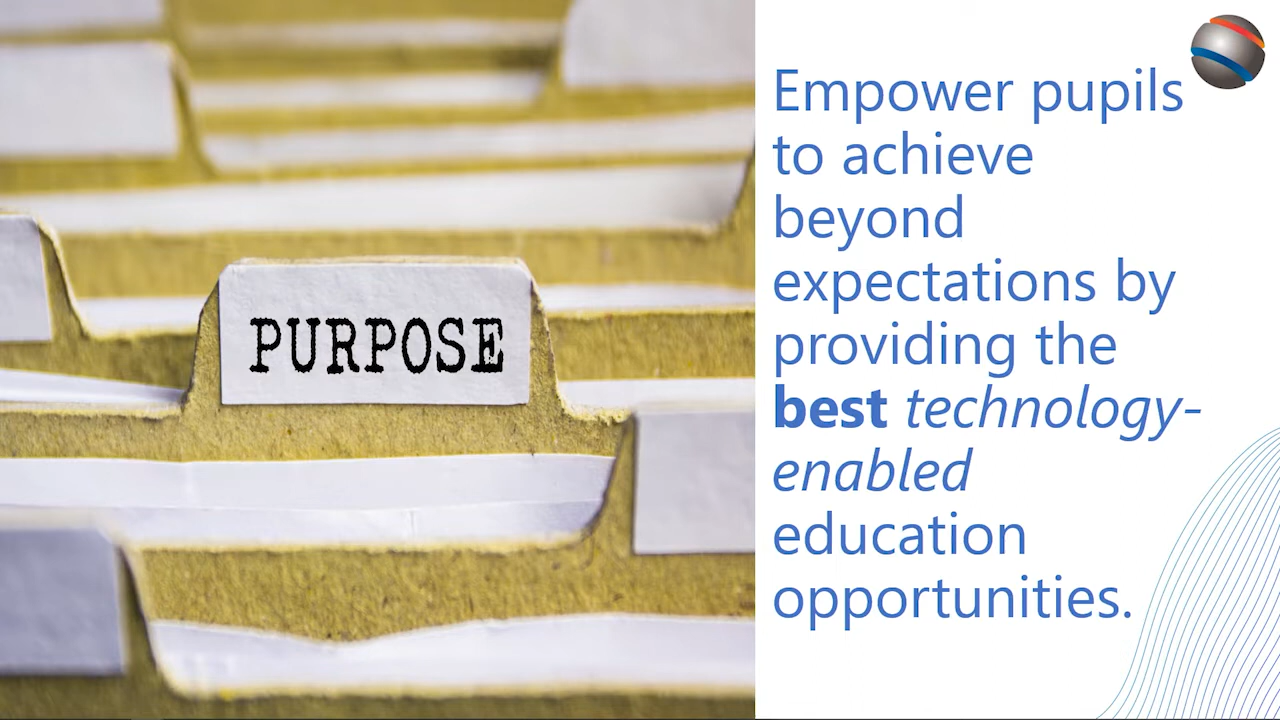 PURPOSE
Empower pupils
to achieve
beyond
expectations by
providing the
best technology-
enabled
education
opportunities.